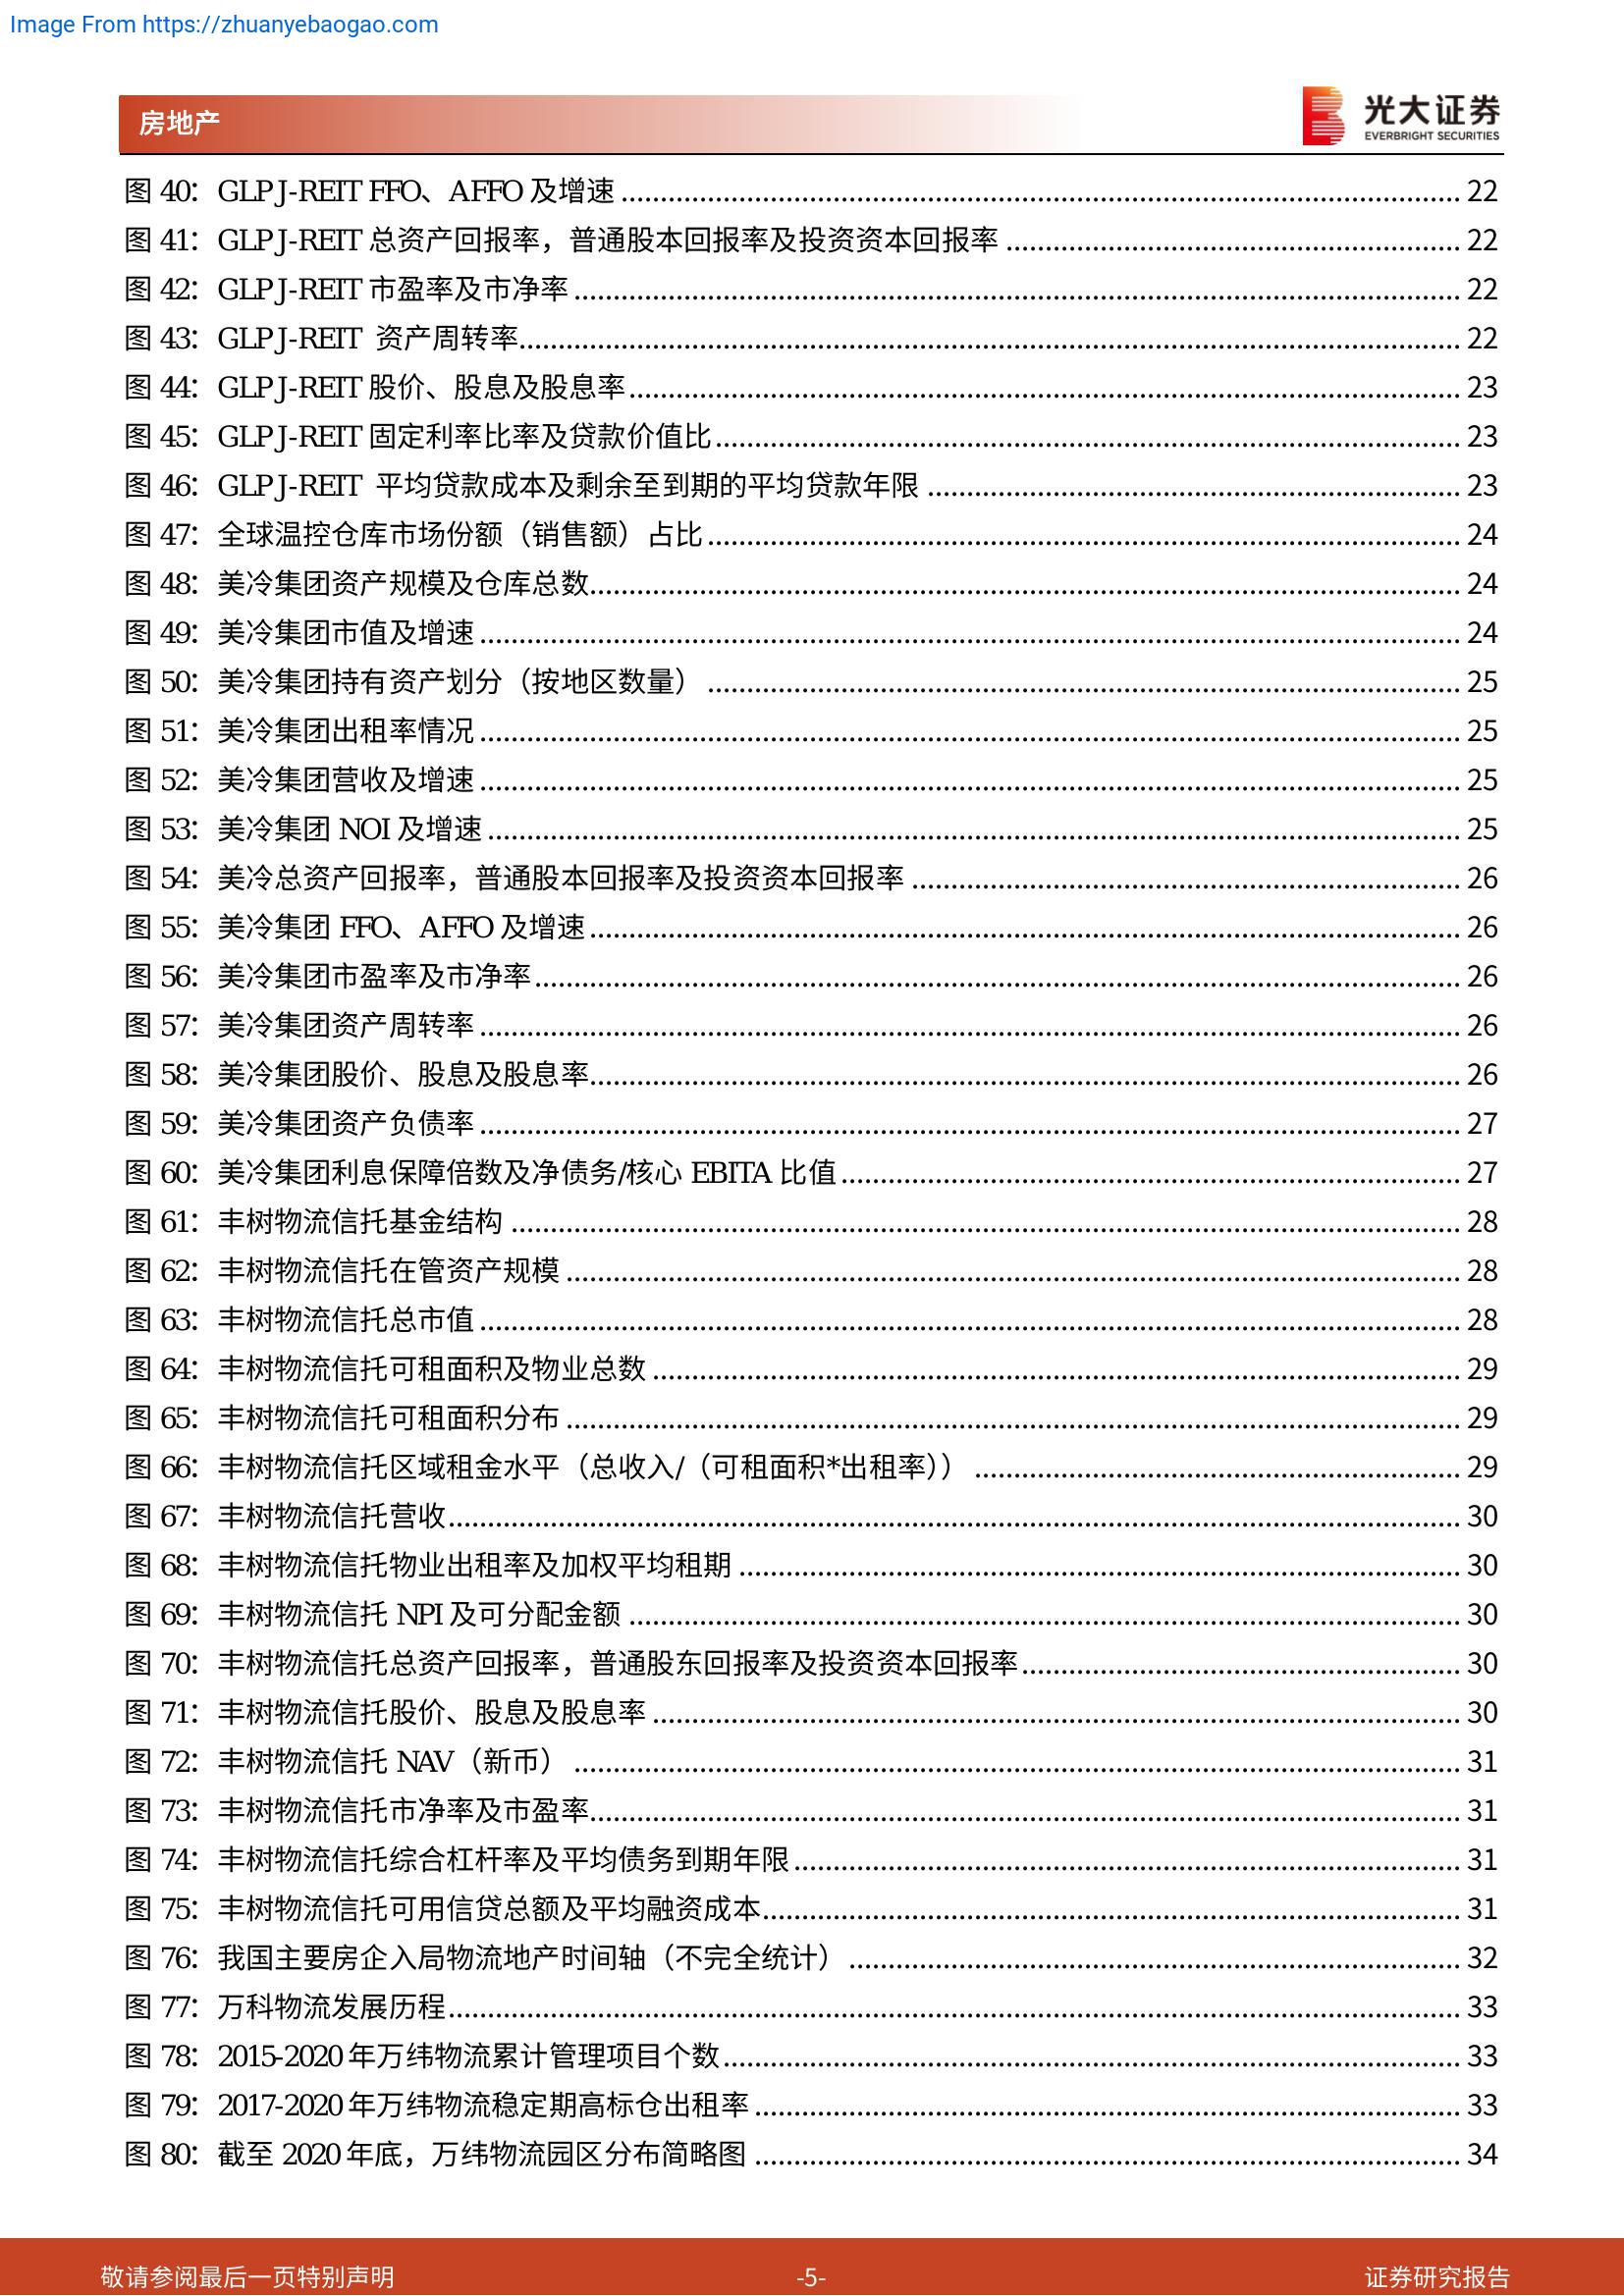 Image From https://zhuanyebaogao.com
房地产
光大证券
EVERBRIGHT SECURITIES
图 40：GLP J-REIT FFO、AFFO 及增速 22
图 41：GLP J-REIT 总资产回报率，普通股本回报率及投资资本回报率 22
图 42：GLP J-REIT 市盈率及市净率 22
图 43：GLP J-REIT 资产周转率 22
图 44：GLP J-REIT 股价、股息及股息率 23
图 45：GLP J-REIT 固定利率比率及贷款价值比 23
图 46：GLP J-REIT 平均贷款成本及剩余至到期的平均贷款年限 23
图 47：全球温控仓库市场份额（销售额）占比 24
图 48：美冷集团资产规模及仓库总数 24
图 49：美冷集团市值及增速 24
图 50：美冷集团持有资产划分（按地区数量） 25
图 51：美冷集团出租率情况 25
图 52：美冷集团营收及增速 25
图 53：美冷集团 NOI 及增速 25
图 54：美冷总资产回报率，普通股本回报率及投资资本回报率 26
图 55：美冷集团 FFO、AFFO 及增速 26
图 56：美冷集团市盈率及市净率 26
图 57：美冷集团资产周转率 26
图 58：美冷集团股价、股息及股息率 26
图 59：美冷集团资产负债率 27
图 60：美冷集团利息保障倍数及净债务/核心 EBITA 比值 27
图 61：丰树物流信托基金结构 28
图 62：丰树物流信托在管资产规模 28
图 63：丰树物流信托总市值 28
图 64：丰树物流信托可租面积及物业总数 29
图 65：丰树物流信托可租面积分布 29
图 66：丰树物流信托区域租金水平（总收入/（可租面积*出租率）） 29
图 67：丰树物流信托营收 30
图 68：丰树物流信托物业出租率及加权平均租期 30
图 69：丰树物流信托 NPI 及可分配金额 30
图 70：丰树物流信托总资产回报率，普通股东回报率及投资资本回报率 30
图 71：丰树物流信托股价、股息及股息率 30
图 72：丰树物流信托 NAV（新币） 31
图 73：丰树物流信托市净率及市盈率 31
图 74：丰树物流信托综合杠杆率及平均债务到期年限 31
图 75：丰树物流信托可用信贷总额及平均融资成本 31
图 76：我国主要房企入局物流地产时间轴（不完全统计） 32
图 77：万科物流发展历程 33
图 78：2015-2020 年万纬物流累计管理项目个数 33
图 79：2017-2020 年万纬物流稳定期高标仓出租率 33
图 80：截至 2020 年底，万纬物流园区分布简略图 34
敬请参阅最后一页特别声明
-5-
证券研究报告